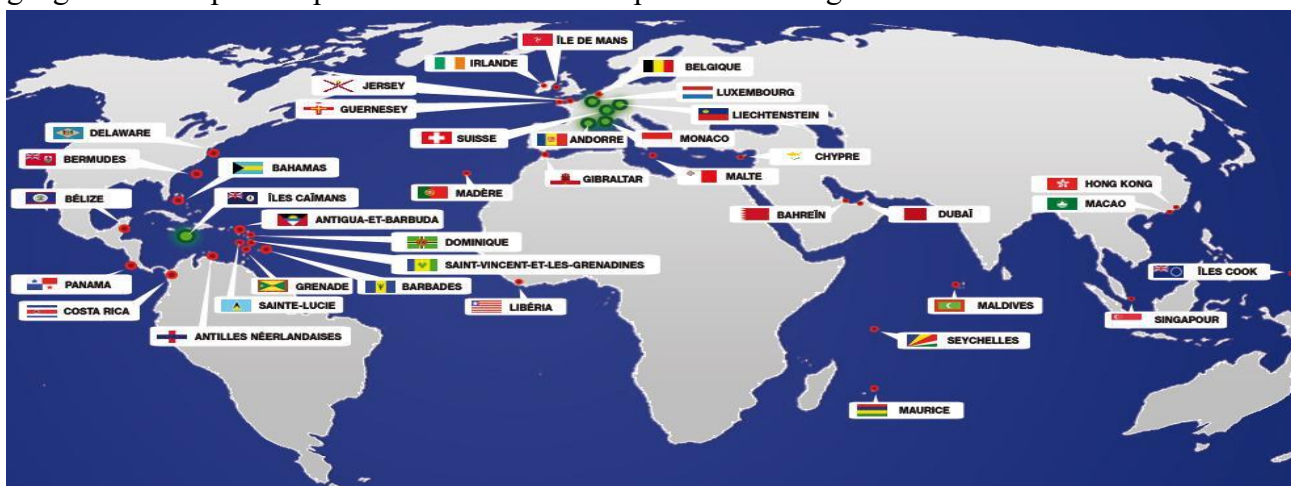 ÎLE DE MANS
IRLANDE
BELGIQUE
JERSEY
LUXEMBOURG
GUERNESEY
LIECHTENSTEIN
DELAWARE
SUISSE
ANDORRE
MONACO
BERMUDES
BAHAMAS
CHYPRE
GIBRALTAR
MALTE
HONG KONG
BÉLIZE
ÎLES CAÏMANS
MADÈRE
MACAO
ANTIGUA-ET-BARBUDA
BAHREÏN
DUBAÏ
DOMINIQUE
SAINT-VINCENT-ET-LES-GRENADINES
ÎLES COOK
PANAMA
GRENADE
BARBADES
COSTA RICA
SAINTE-LUCIE
LIBÉRIA
MALDIVES
SINGAPOUR
ANTILLES NÉERLANDAISES
SEYCHELLES
MAURICE